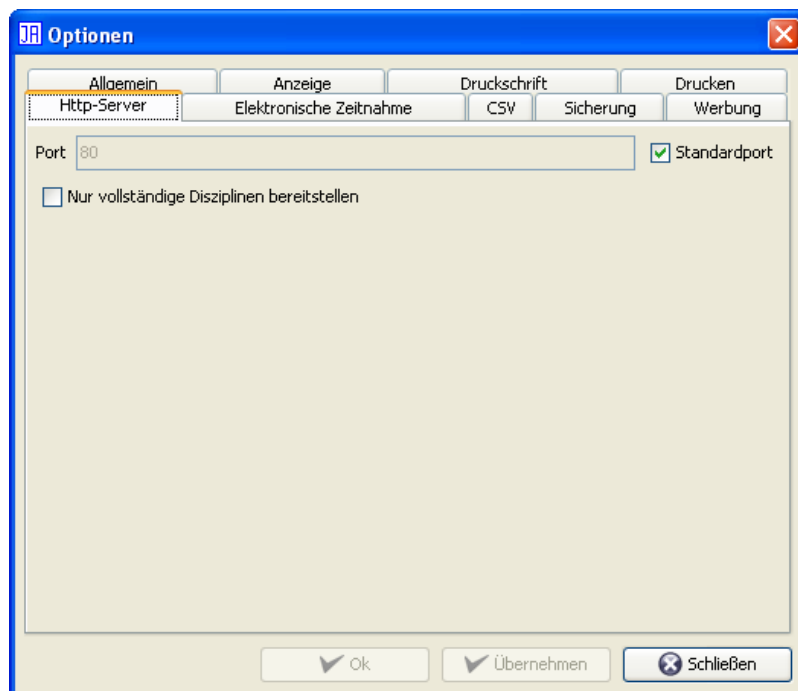 JA Optionen
Allgemein Anzeige Druckschrift Drucken
Http-Server Elektronische Zeitnahme CSV Sicherung Werbung
Port 80 Standardport
Nur vollständige Disziplinen bereitstellen
Ok Übernehmen Schließen